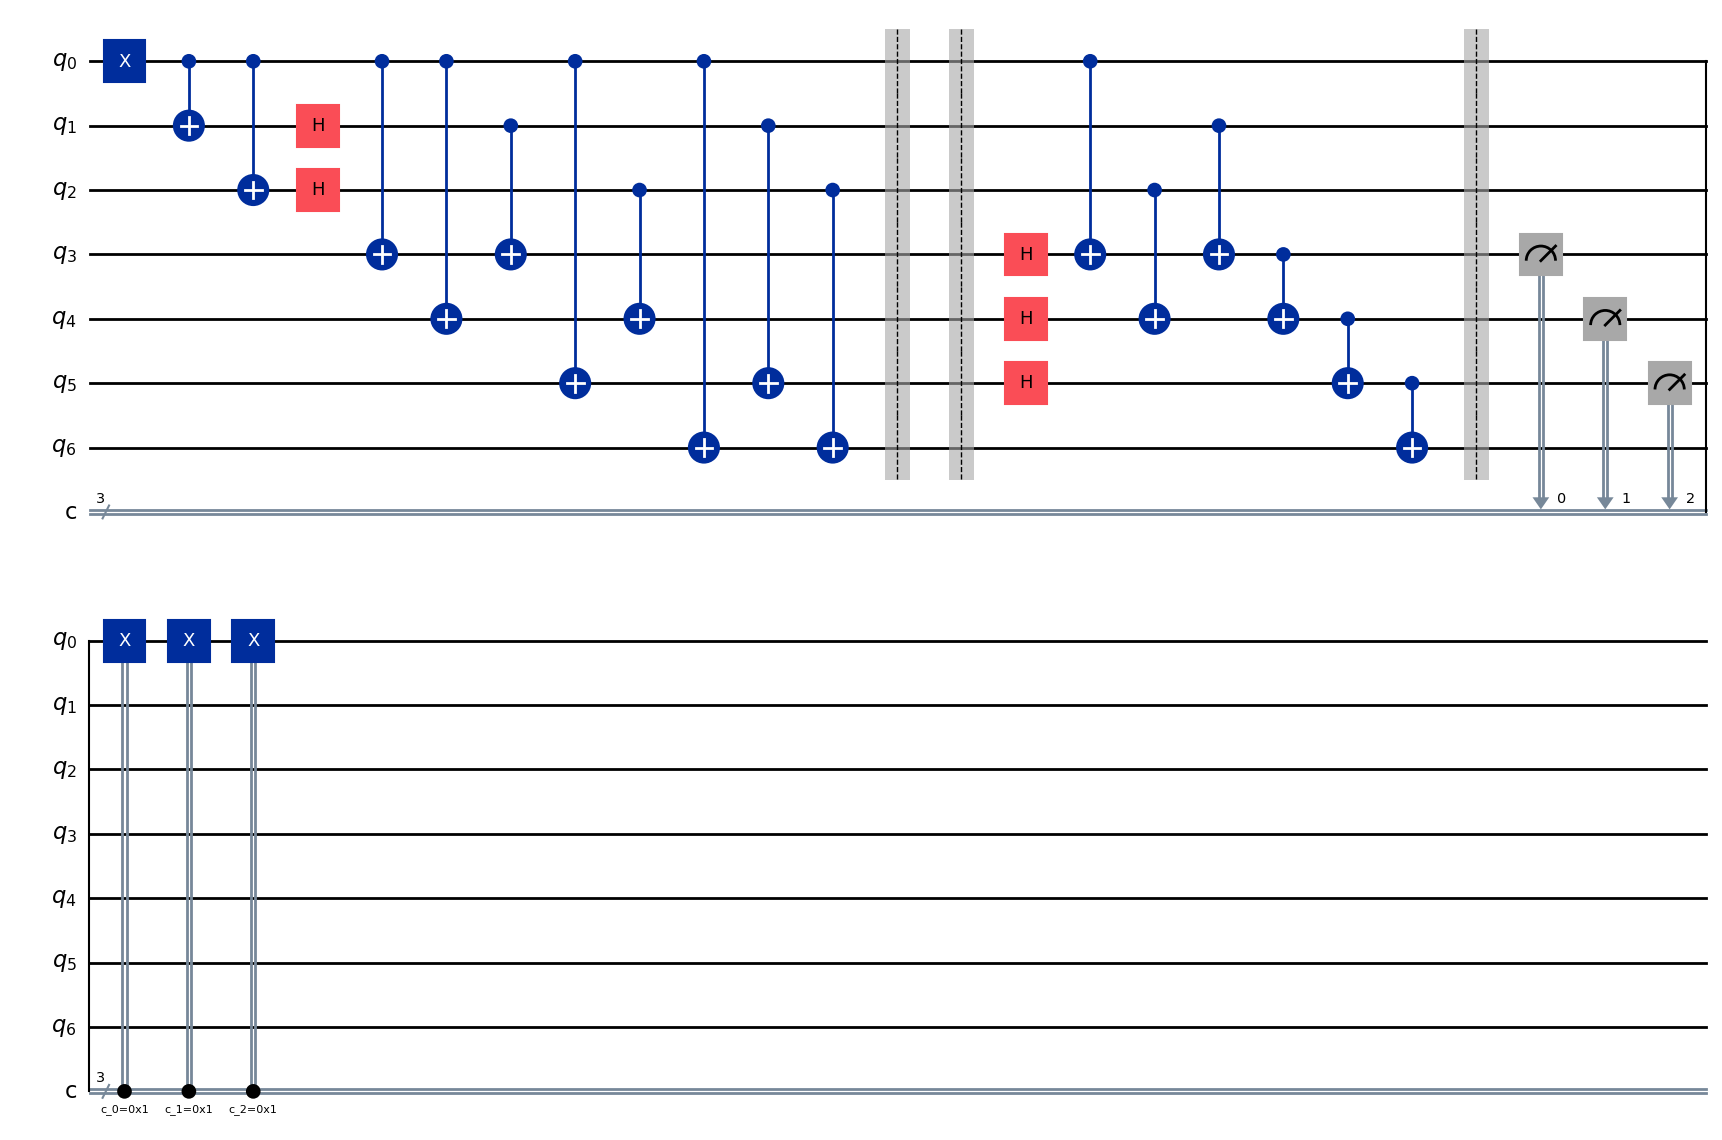 q0 X
q1 H
q2 H
q3 H
q4 H
q5 H
q6
c 3 0 1 2
q0 X X X
q1
q2
q3
q4
q5
q6
c 3
c_0=0x1 c_1=0x1 c_2=0x1